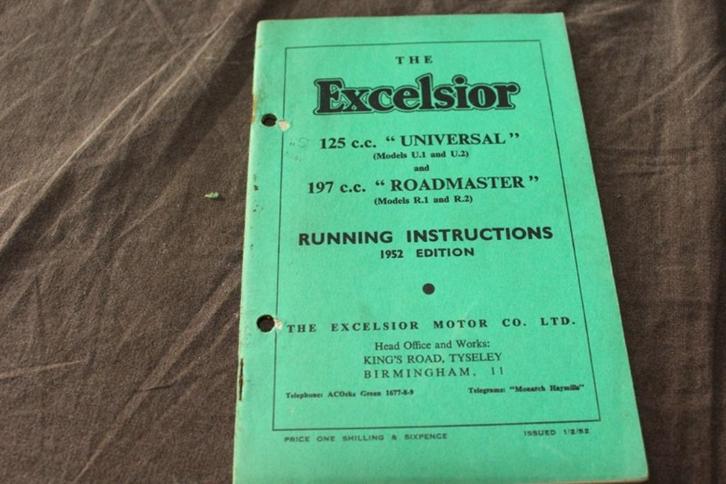 THE
Excelsior
125 c.c. "UNIVERSAL"
(Models U.1 and U.2)
and
197 c.c. "ROADMASTER"
(Models R.1 and R.2)
RUNNING INSTRUCTIONS
1952 EDITION
THE EXCELSIOR MOTOR CO. LTD.
Head Office and Works:
KING'S ROAD, TYSELEY
BIRMINGHAM, 11
Telephone: ACOcks Green 1677-8-9 Telegrams: "Monarch Haymills"
PRICE ONE SHILLING & SIXPENCE ISSUED 1/2/52